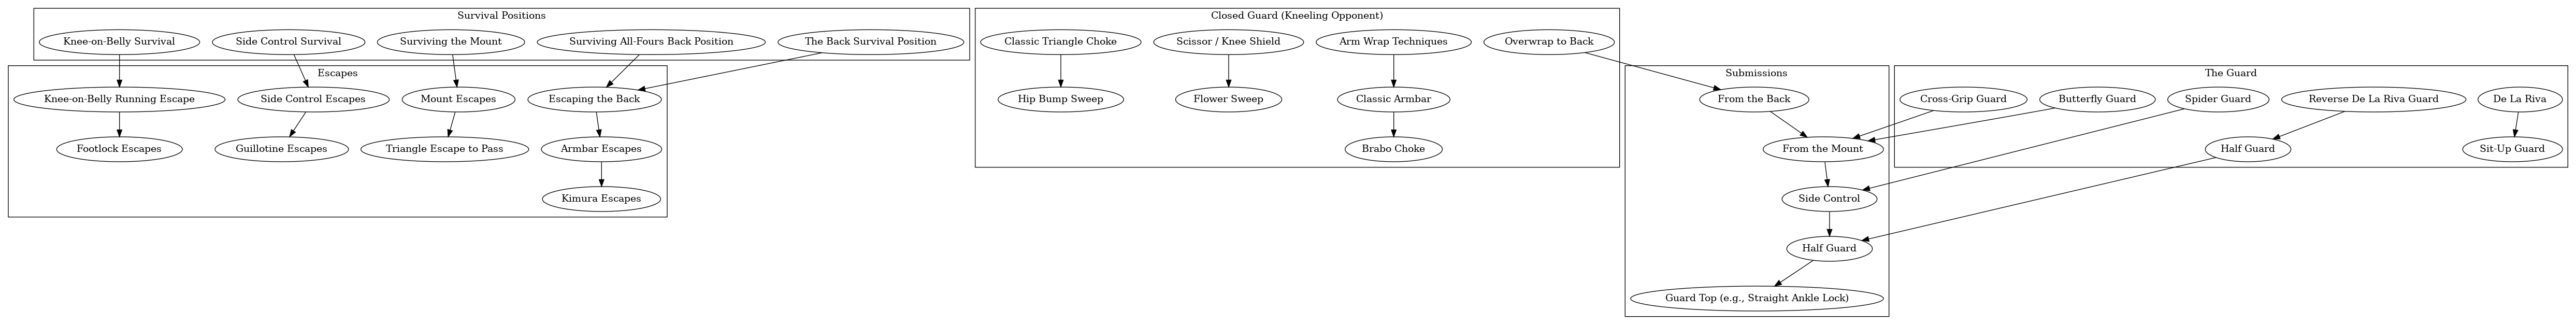 Survival Positions
Knee-on-Belly Survival
Side Control Survival
Surviving the Mount
Surviving All-Fours Back Position
The Back Survival Position
Escapes
Knee-on-Belly Running Escape
Side Control Escapes
Mount Escapes
Escaping the Back
Footlock Escapes
Guillotine Escapes
Triangle Escape to Pass
Armbar Escapes
Kimura Escapes
Closed Guard (Kneeling Opponent)
Classic Triangle Choke
Scissor / Knee Shield
Arm Wrap Techniques
Overwrap to Back
Hip Bump Sweep
Flower Sweep
Classic Armbar
Brabo Choke
Submissions
From the Back
From the Mount
Side Control
Half Guard
Guard Top (e.g., Straight Ankle Lock)
The Guard
Cross-Grip Guard
Butterfly Guard
Spider Guard
Reverse De La Riva Guard
De La Riva
Half Guard
Sit-Up Guard